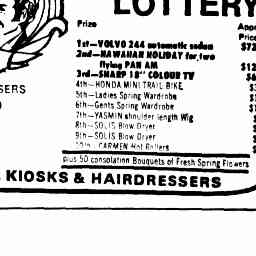 LOTTERY
Prize
1st—VOLVO 244 automatic sedan
2nd—HAWAIIAN HOLIDAY for two
flying PAN AM
$12
3rd—SHARP 18" COLOUR TV
4th—HONDA MINI TRAIL BIKE
5th—Ladies Spring Wardrobe
6th—Gents Spring Wardrobe
7th—YASMIN shoulder length Wig
8th—SOLIS Blow Dryer
9th—SOLIS Blow Dryer
10th—CARMEN Hot Rollers
plus 50 consolation Bouquets of Fresh Spring Flowers
KIOSKS & HAIRDRESSERS